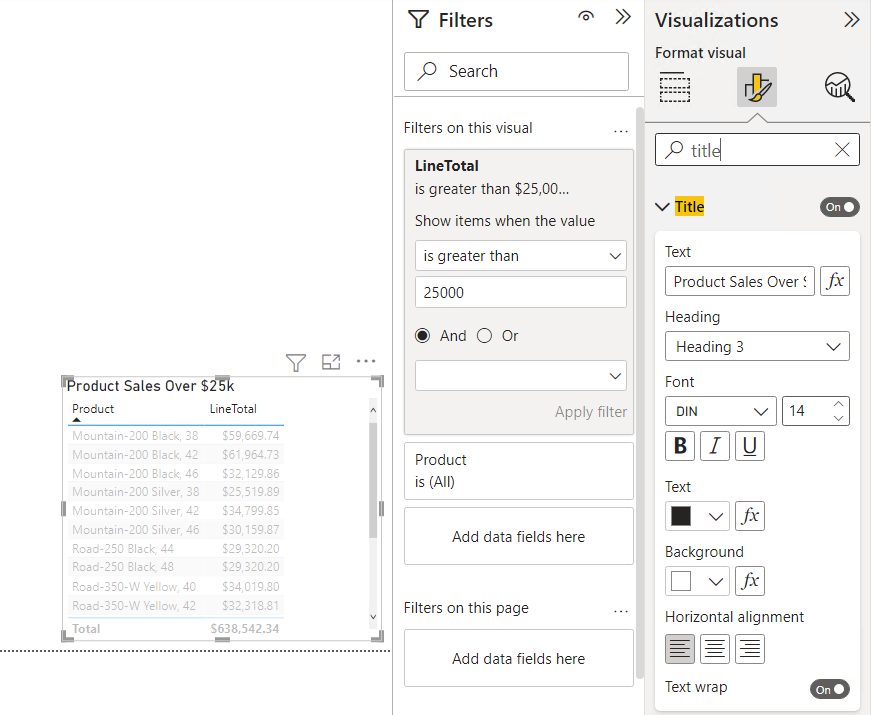 Product Sales Over $25k
Product LineTotal
Mountain-200 Black, 38 $59,669.74
Mountain-200 Black, 42 $61,964.73
Mountain-200 Black, 46 $32,129.86
Mountain-200 Silver, 38 $25,519.89
Mountain-200 Silver, 42 $34,799.85
Mountain-200 Silver, 46 $30,159.87
Road-250 Black, 44 $29,320.20
Road-250 Black, 48 $29,320.20
Road-350-W Yellow, 40 $34,019.80
Road-350-W Yellow, 42 $32,318.81
Total $638,542.34
Filters
Search
Filters on this visual ...
LineTotal
is greater than $25,00...
Show items when the value
is greater than
25000
And Or
Apply filter
Product
is (All)
Add data fields here
Filters on this page ...
Add data fields here
Visualizations
Format visual
title
Title On
Text
Product Sales Over fx
Heading
Heading 3
Font
DIN 14
B I U
Text
fx
Background
fx
Horizontal alignment
Text wrap On